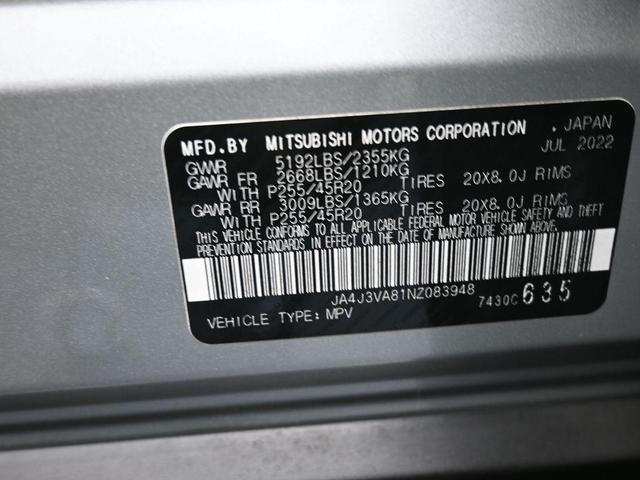 MFD.BY MITSUBISHI MOTORS CORPORATION , JAPAN
GVWR 5192LBS/2355KG JUL 2022
GAWR FR 2668LBS/1210KG
WITH P255/45R20 TIRES 20X8.0J RIMS
GAWR RR 3009LBS/1365KG
WITH P255/45R20 TIRES 20X8.0J RIMS
THIS VEHICLE CONFORMS TO ALL APPLICABLE FEDERAL MOTOR VEHICLE SAFETY AND THEFT
PREVENTION STANDARDS IN EFFECT ON THE DATE OF MANUFACTURE SHOWN ABOVE.
JA4J3VA81NZ083948
VEHICLE TYPE: MPV 7430C 635